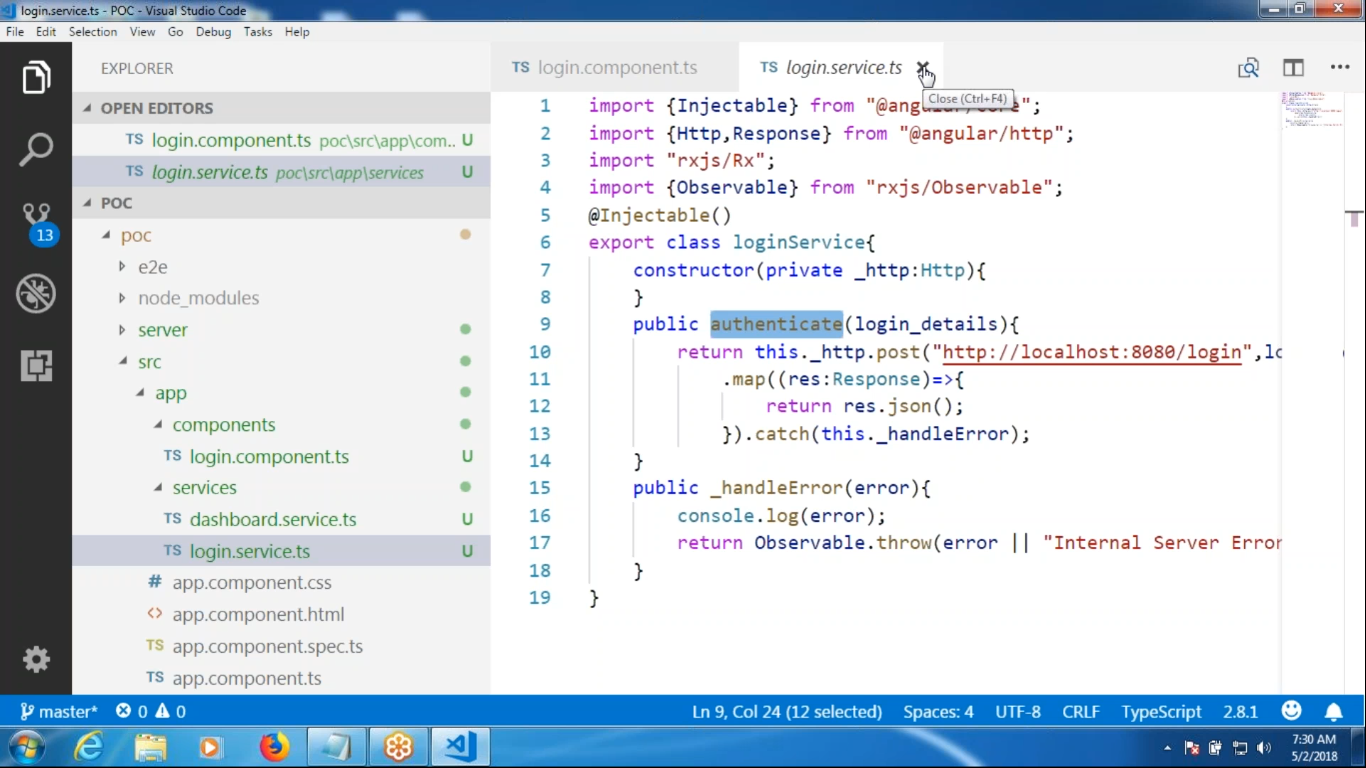 login.service.ts - POC - Visual Studio Code
File Edit Selection View Go Debug Tasks Help
EXPLORER
OPEN EDITORS
TS login.component.ts poc\src\app\com... U
TS login.service.ts poc\src\app\services U
POC
poc
e2e
node_modules
server
src
app
components
TS login.component.ts U
services
TS dashboard.service.ts U
TS login.service.ts U
# app.component.css
<> app.component.html
TS app.component.spec.ts
TS app.component.ts
13
TS login.component.ts
TS login.service.ts
Close (Ctrl+F4)
1 import {Injectable} from "@angular/core";
2 import {Http,Response} from "@angular/http";
3 import "rxjs/Rx";
4 import {Observable} from "rxjs/Observable";
5 @Injectable()
6 export class loginService{
7 constructor(private _http:Http){
8 }
9 public authenticate(login_details){
10 return this._http.post("http://localhost:8080/login",lo
11 .map((res:Response)=>{
12 return res.json();
13 }).catch(this._handleError);
14 }
15 public _handleError(error){
16 console.log(error);
17 return Observable.throw(error || "Internal Server Error
18 }
19 }
master* 0 0 Ln 9, Col 24 (12 selected) Spaces: 4 UTF-8 CRLF TypeScript 2.8.1
7:30 AM
5/2/2018